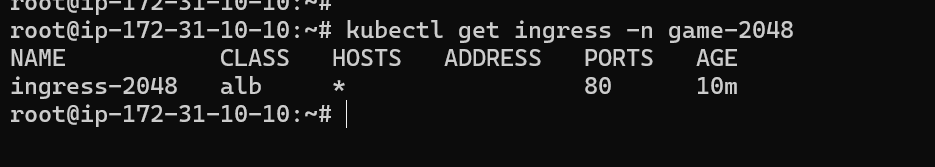 root@ip-172-31-10-10:~#
root@ip-172-31-10-10:~# kubectl get ingress -n game-2048
NAME CLASS HOSTS ADDRESS PORTS AGE
ingress-2048 alb * 80 10m
root@ip-172-31-10-10:~#